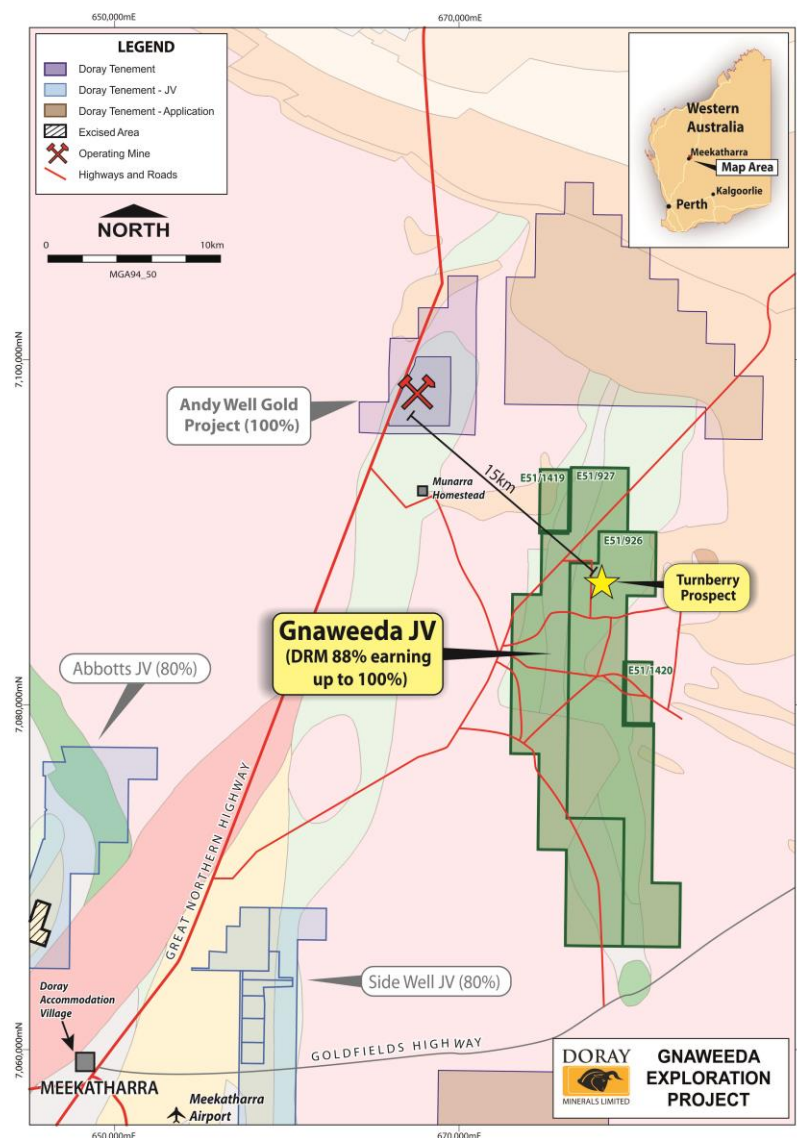 650,000mE
670,000mE
LEGEND
Doray Tenement
Doray Tenement - JV
Doray Tenement - Application
Excised Area
Operating Mine
Highways and Roads
NORTH
0
10km
MGA94_50
Western
Australia
Meekatharra
Map Area
Kalgoorlie
Perth
7,100,000mN
Andy Well Gold
Project (100%)
Munarra
Homestead
15km
E51/1419
E51/927
E51/926
Turnberry
Prospect
Gnaweeda JV
(DRM 88% earning
up to 100%)
E51/1420
Abbotts JV (80%)
7,080,000mN
GREAT NORTHERN HIGHWAY
Side Well JV (80%)
Doray
Accommodation
Village
7,060,000mN
MEEKATHARRA
GOLDFIELDS HIGHWAY
Meekatharra
Airport
DORAY
MINERALS LIMITED
GNAWEEDA
EXPLORATION
PROJECT
650,000mE
670,000mE